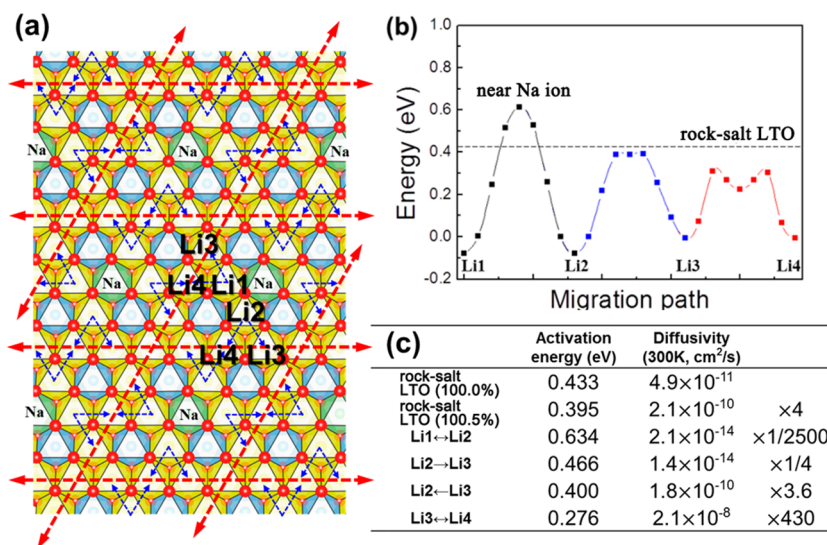 (a)
Na
Na
Na
Li3
Li4 Li1
Na
Na
Li2
Li4 Li3
Na
Na
(b)
Energy (eV)
1.0
0.8
0.6
0.4
0.2
0.0
-0.2
near Na ion
rock-salt LTO
Li1
Li2
Li3
Li4
Migration path
(c)
Activation energy (eV)
Diffusivity (300K, cm²/s)
rock-salt LTO (100.0%) 0.433 4.9×10⁻¹¹
rock-salt LTO (100.5%) 0.395 2.1×10⁻¹⁰ ×4
Li1↔Li2 0.634 2.1×10⁻¹⁴ ×1/2500
Li2→Li3 0.466 1.4×10⁻¹⁴ ×1/4
Li2←Li3 0.400 1.8×10⁻¹⁰ ×3.6
Li3↔Li4 0.276 2.1×10⁻⁸ ×430